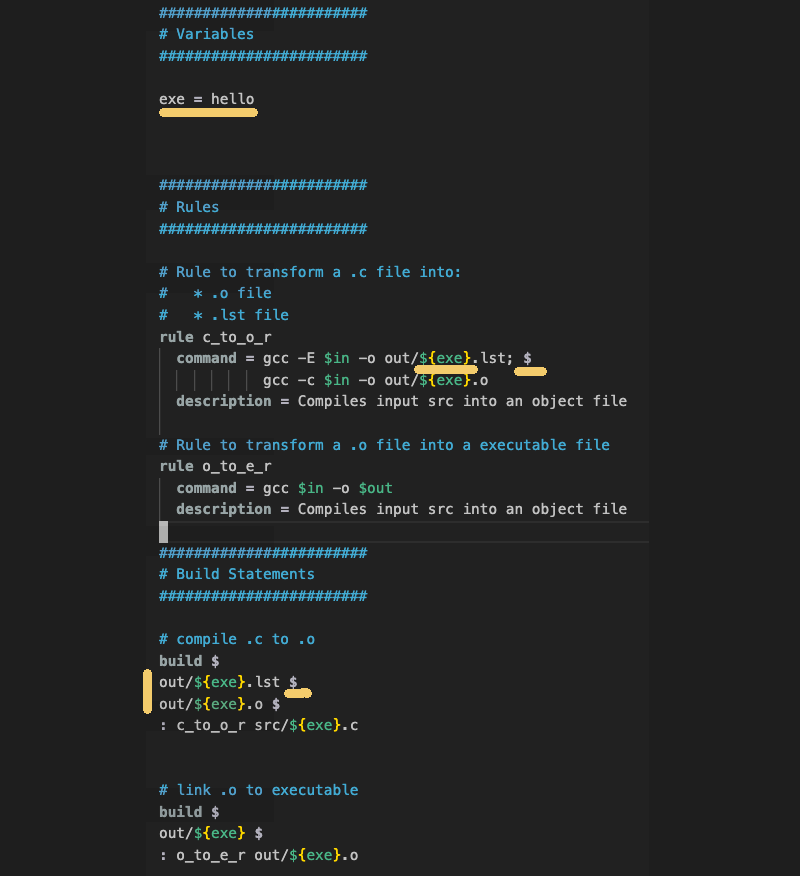 ########################
# Variables
########################
exe = hello
########################
# Rules
########################
# Rule to transform a .c file into:
#   * .o file
#   * .lst file
rule c_to_o_r
  command = gcc -E $in -o out/${exe}.lst; $
            gcc -c $in -o out/${exe}.o
  description = Compiles input src into an object file
# Rule to transform a .o file into a executable file
rule o_to_e_r
  command = gcc $in -o $out
  description = Compiles input src into an object file
########################
# Build Statements
########################
# compile .c to .o
build $
out/${exe}.lst $
out/${exe}.o $
: c_to_o_r src/${exe}.c
# link .o to executable
build $
out/${exe} $
: o_to_e_r out/${exe}.o